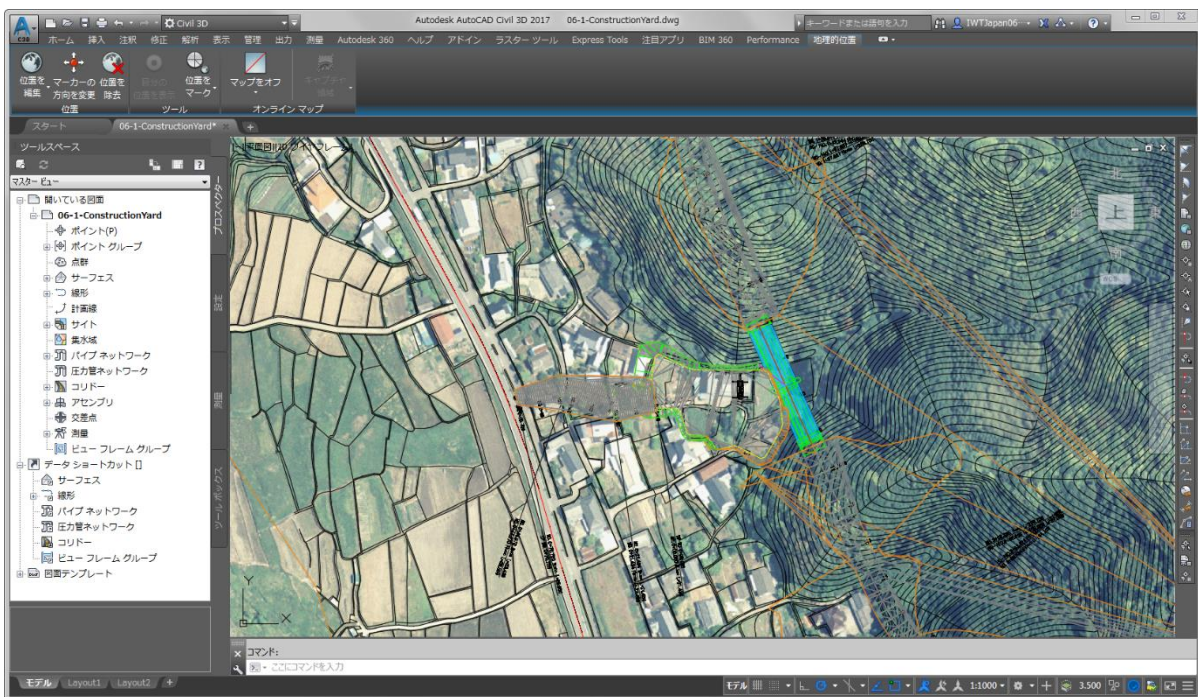 Civil 3D
Autodesk AutoCAD Civil 3D 2017 06-1-ConstructionYard.dwg
キーワードまたは語句を入力
IWTJapan06
C3D
ホーム 挿入 注釈 修正 解析 表示 管理 出力 測量 Autodesk 360 ヘルプ アドイン ラスター ツール Express Tools 注目アプリ BIM 360 Performance 地理的位置
位置を編集
マーカーの方向を変更
位置を除去
自分の位置を表示
位置をマーク
マップをオフ
キャプチャ領域
位置
ツール
オンライン マップ
スタート
06-1-ConstructionYard*
ツールスペース
マスター ビュー
開いている図面
06-1-ConstructionYard
ポイント(P)
ポイント グループ
点群
サーフェス
線形
計画線
サイト
集水域
パイプ ネットワーク
圧力管ネットワーク
コリドー
アセンブリ
交差点
測量
ビュー フレーム グループ
データ ショートカット []
サーフェス
線形
パイプ ネットワーク
圧力管ネットワーク
コリドー
ビュー フレーム グループ
図面テンプレート
プロスペクター
設定
測量
ツール ボックス
上
Y
X
コマンド:
ここにコマンドを入力
モデル Layout1 Layout2 +
モデル 1:1000 3.500